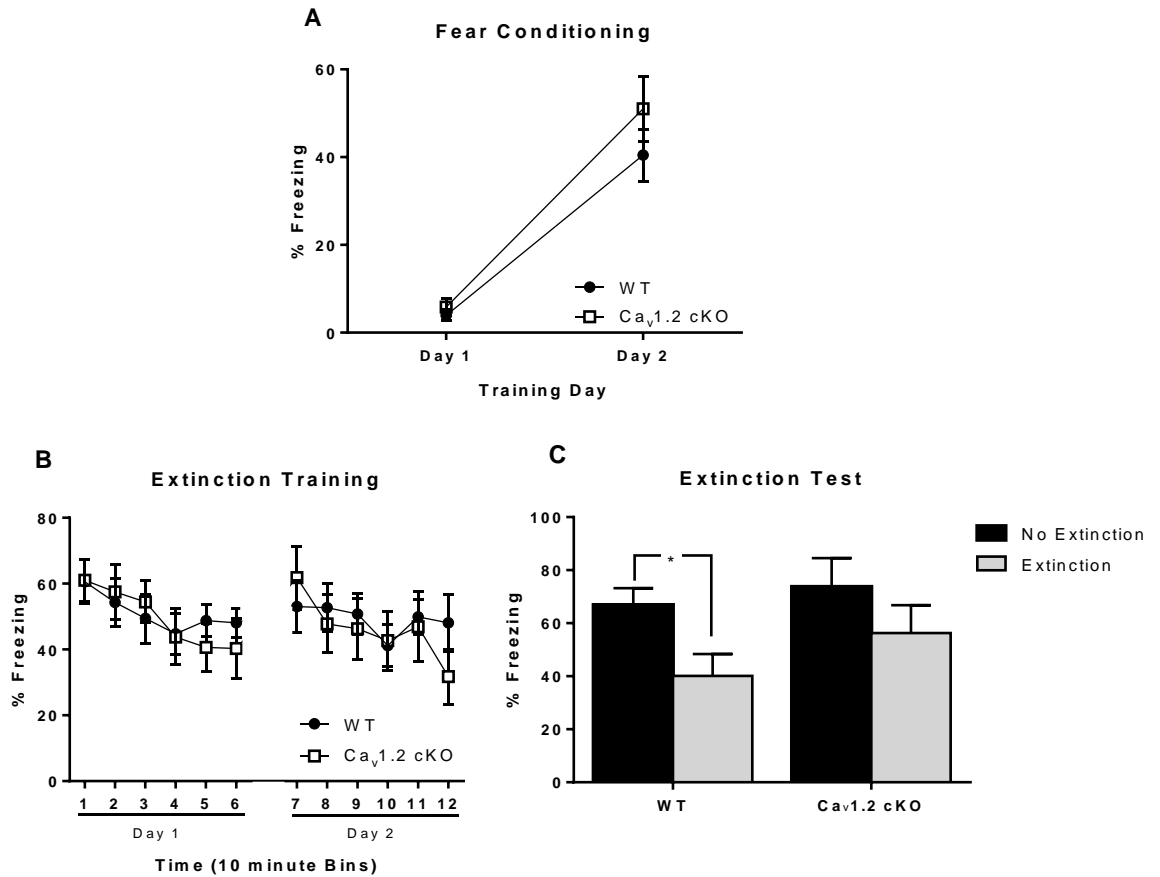 A
Fear Conditioning
60
40
20
0
% Freezing
WT
Cav1.2 cKO
Day 1 Day 2
Training Day
B
Extinction Training
80
60
40
20
0
% Freezing
WT
Cav1.2 cKO
1 2 3 4 5 6 7 8 9 10 11 12
Day 1 Day 2
Time (10 minute Bins)
C
Extinction Test
100
80
60
40
20
0
% Freezing
*
No Extinction
Extinction
WT Cav1.2 cKO